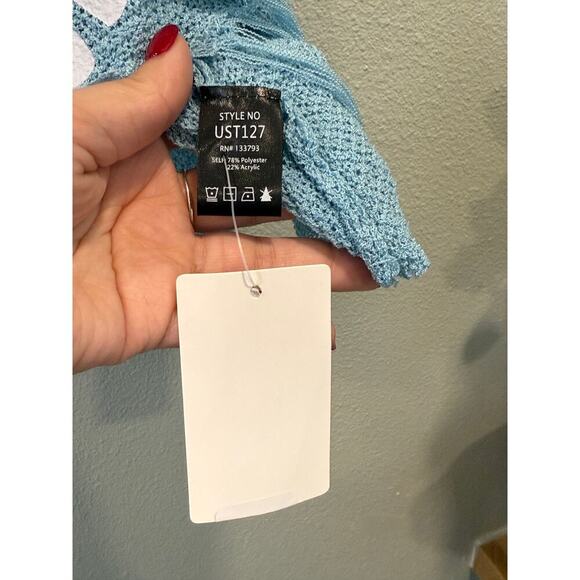 STYLE NO
UST127
RN# 133793
SELF: 78% Polyester
22% Acrylic